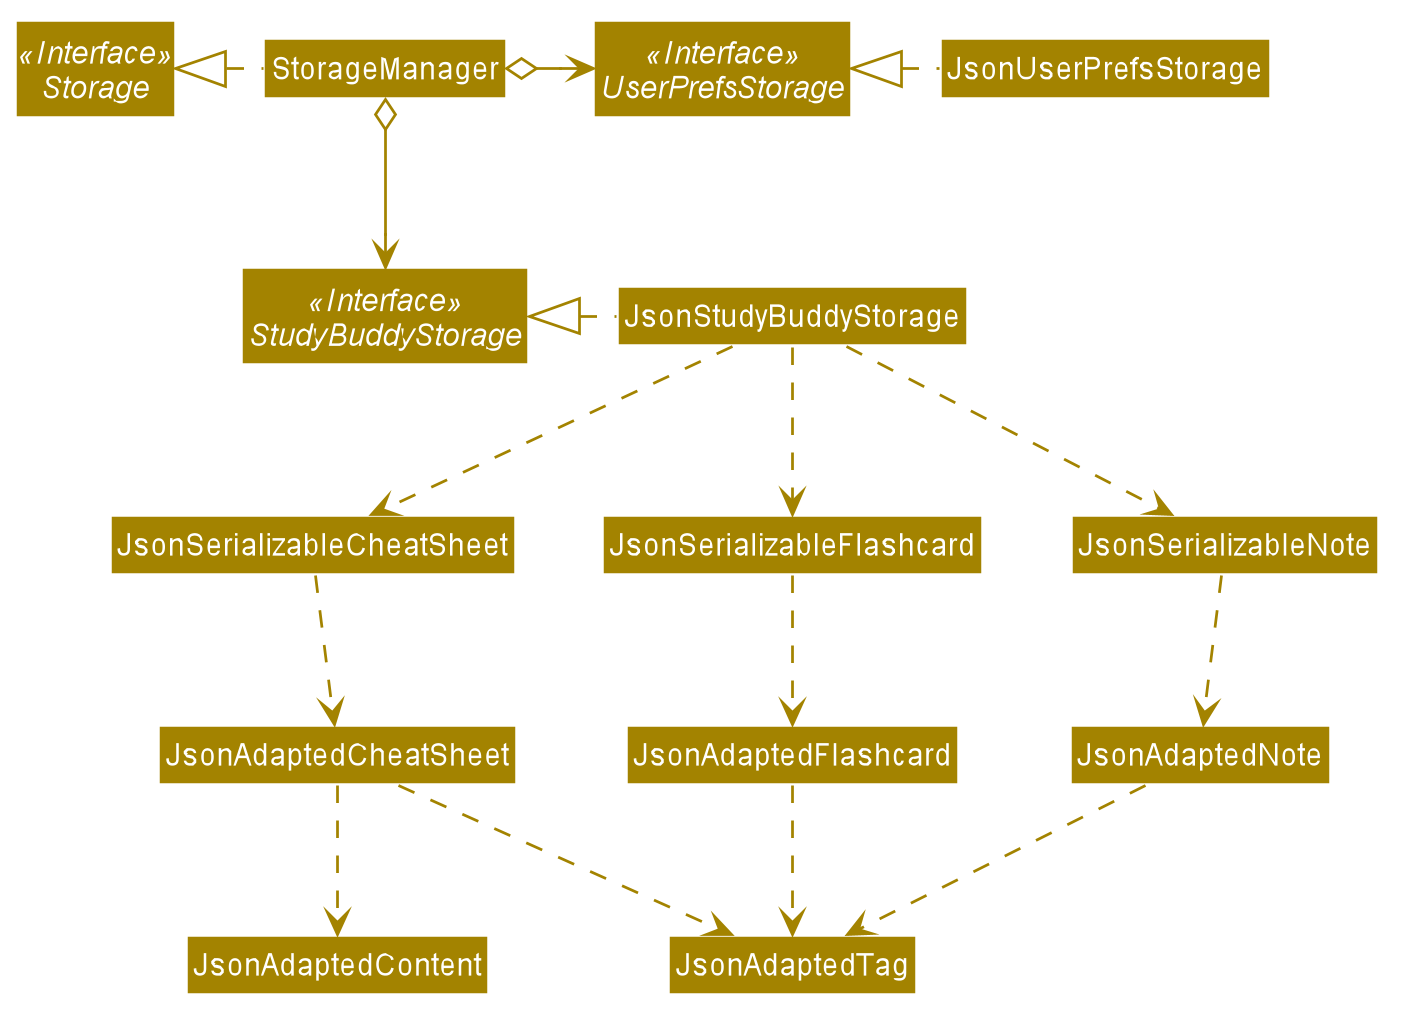 «Interface»
Storage
StorageManager
«Interface»
UserPrefsStorage
JsonUserPrefsStorage
«Interface»
StudyBuddyStorage
JsonStudyBuddyStorage
JsonSerializableCheatSheet
JsonSerializableFlashcard
JsonSerializableNote
JsonAdaptedCheatSheet
JsonAdaptedFlashcard
JsonAdaptedNote
JsonAdaptedContent
JsonAdaptedTag